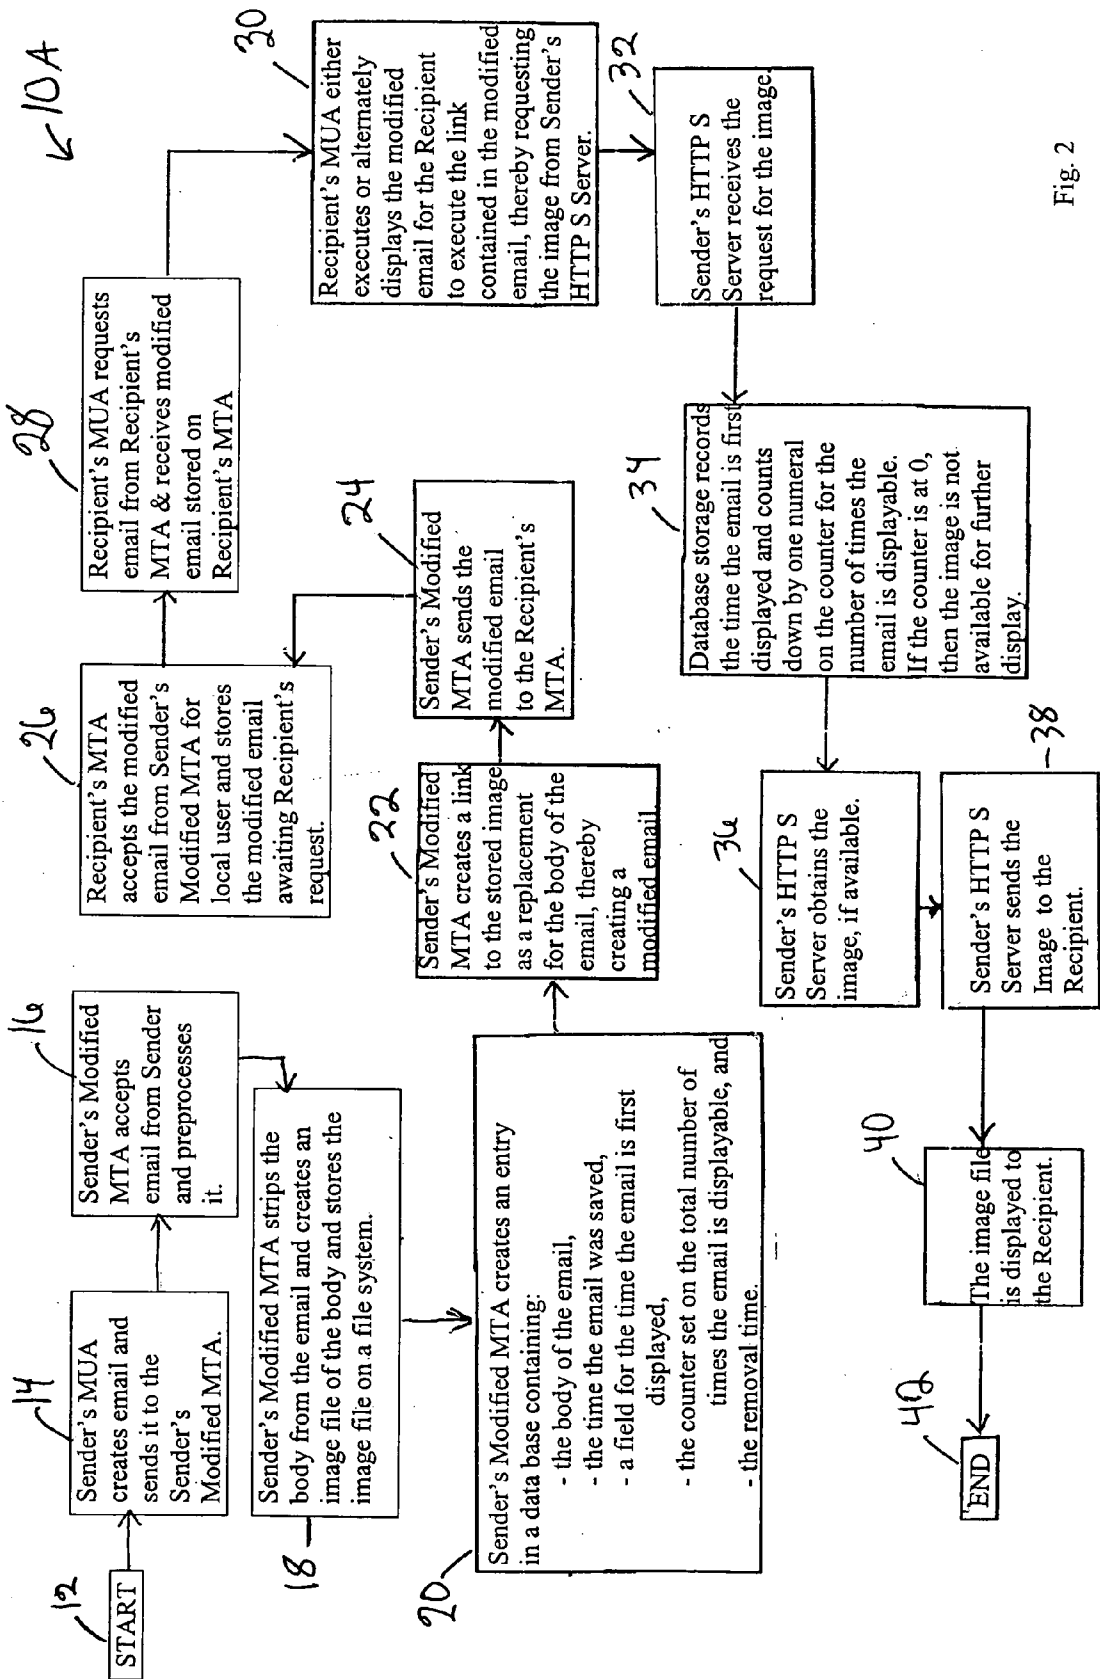 10A
12
START
14
Sender's MUA
creates email and
sends it to the
Sender's
Modified MTA.
16
Sender's Modified
MTA accepts
email from Sender
and preprocesses
it.
18
Sender's Modified MTA strips the
body from the email and creates an
image file of the body and stores the
image file on a file system.
20
Sender's Modified MTA creates an entry
in a data base containing:
- the body of the email,
- the time the email was saved,
- a field for the time the email is first
displayed,
- the counter set on the total number of
times the email is displayable, and
- the removal time.
22
Sender's Modified
MTA creates a link
to the stored image
as a replacement
for the body of the
email, thereby
creating a
modified email.
24
Sender's Modified
MTA sends the
modified email
to the Recipient's
MTA.
26
Recipient's MTA
accepts the modified
email from Sender's
Modified MTA for
local user and stores
the modified email
awaiting Recipient's
request.
28
Recipient's MUA requests
email from Recipient's
MTA & receives modified
email stored on
Recipient's MTA
30
Recipient's MUA either
executes or alternately
displays the modified
email for the Recipient
to execute the link
contained in the modified
email, thereby requesting
the image from Sender's
HTTP S Server.
32
Sender's HTTP S
Server receives the
request for the image.
34
Database storage records
the time the email is first
displayed and counts
down by one numeral
on the counter for the
number of times the
email is displayable.
If the counter is at 0,
then the image is not
available for further
display.
36
Sender's HTTP S
Server obtains the
image, if available.
38
Sender's HTTP S
Server sends the
Image to the
Recipient.
40
The image file
is displayed to
the Recipient.
42
END
Fig. 2